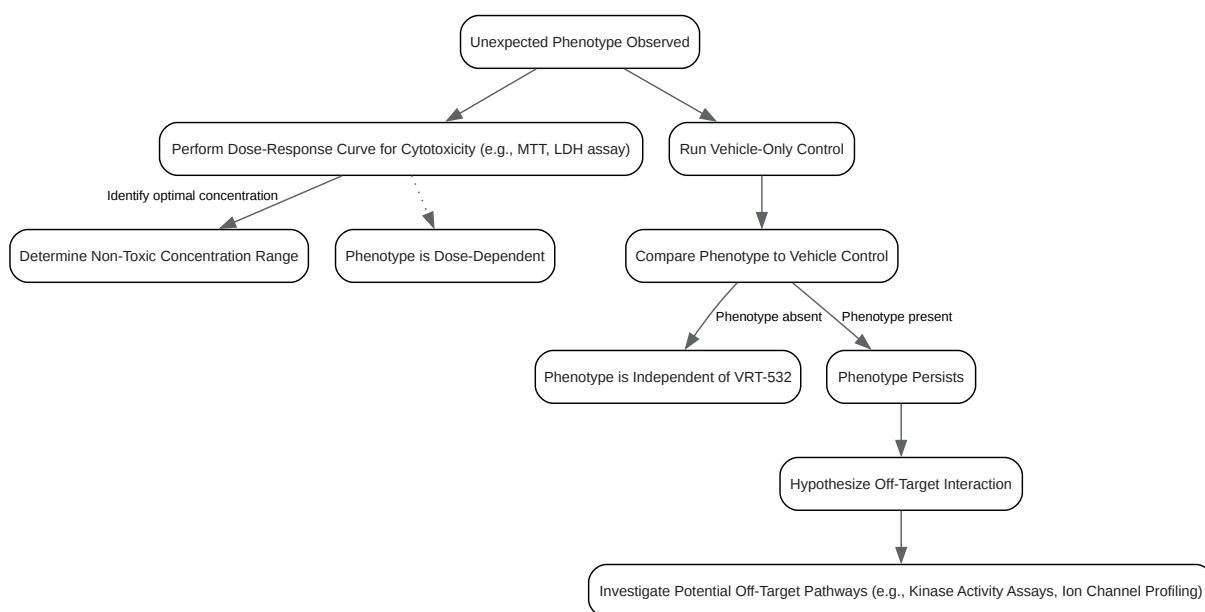 Unexpected Phenotype Observed
Perform Dose-Response Curve for Cytotoxicity (e.g., MTT, LDH assay)
Run Vehicle-Only Control
Identify optimal concentration
Determine Non-Toxic Concentration Range
Phenotype is Dose-Dependent
Compare Phenotype to Vehicle Control
Phenotype absent
Phenotype present
Phenotype is Independent of VRT-532
Phenotype Persists
Hypothesize Off-Target Interaction
Investigate Potential Off-Target Pathways (e.g., Kinase Activity Assays, Ion Channel Profiling)